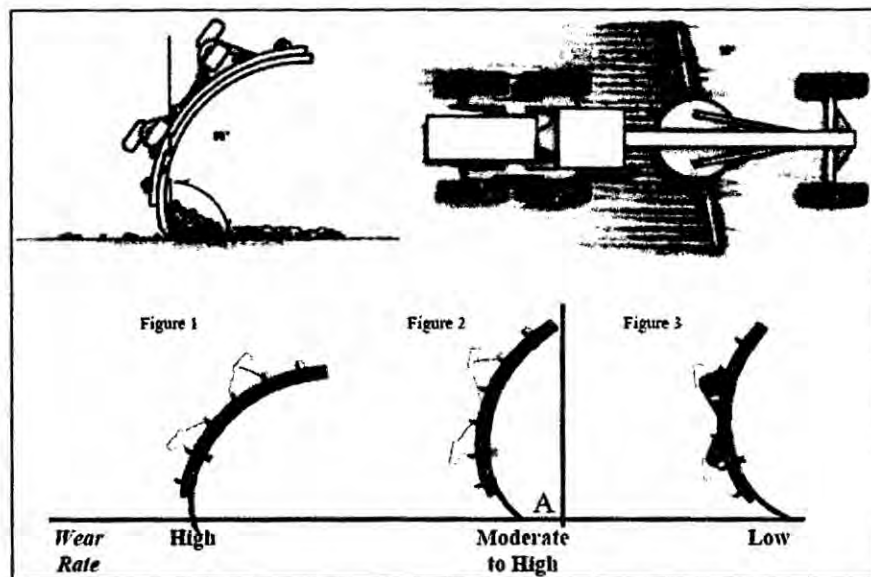 Figure 1
Figure 2
Figure 3
A
Wear
Rate
High
Moderate
to High
Low